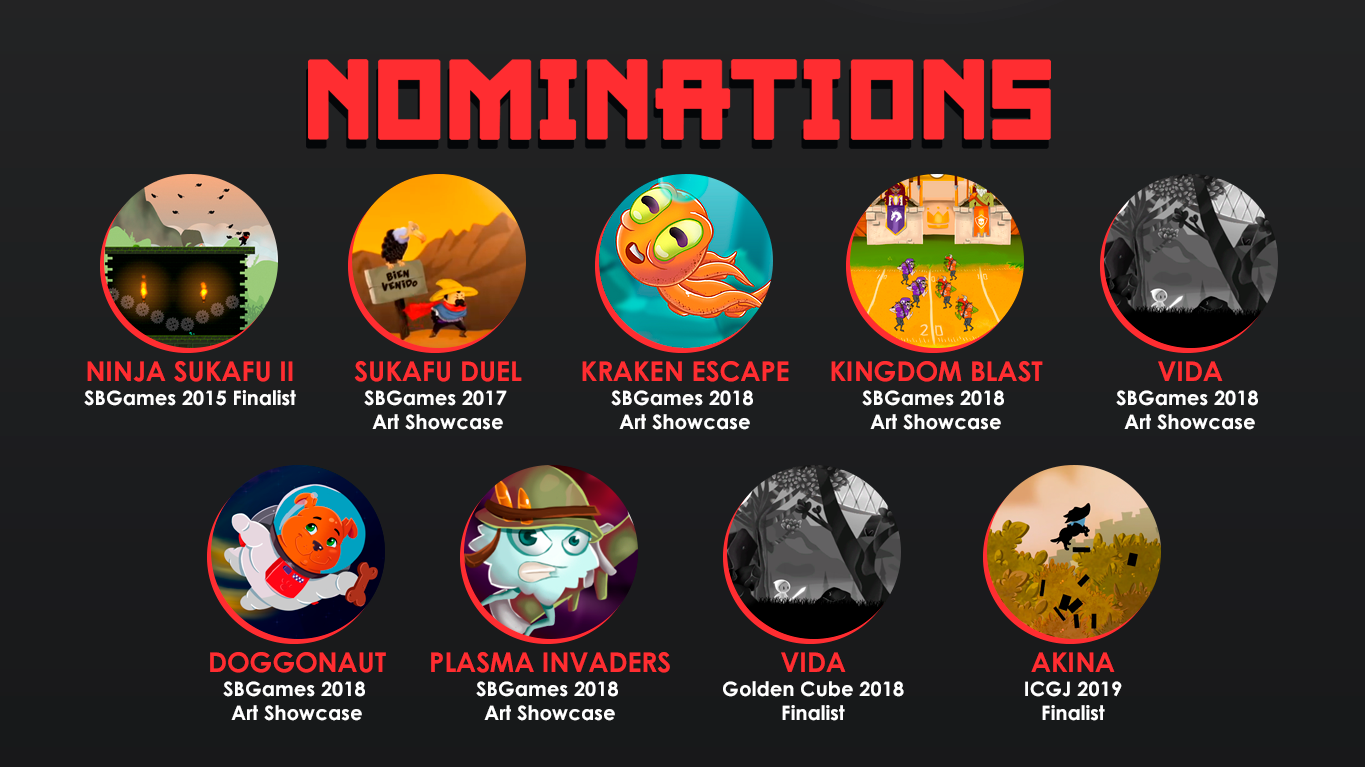 NOMINATIONS
BIEN
VENIDO
20
NINJA SUKAFU II
SBGames 2015 Finalist
SUKAFU DUEL
SBGames 2017
Art Showcase
KRAKEN ESCAPE
SBGames 2018
Art Showcase
KINGDOM BLAST
SBGames 2018
Art Showcase
VIDA
SBGames 2018
Art Showcase
DOGGONAUT
SBGames 2018
Art Showcase
PLASMA INVADERS
SBGames 2018
Art Showcase
VIDA
Golden Cube 2018
Finalist
AKINA
ICGJ 2019
Finalist